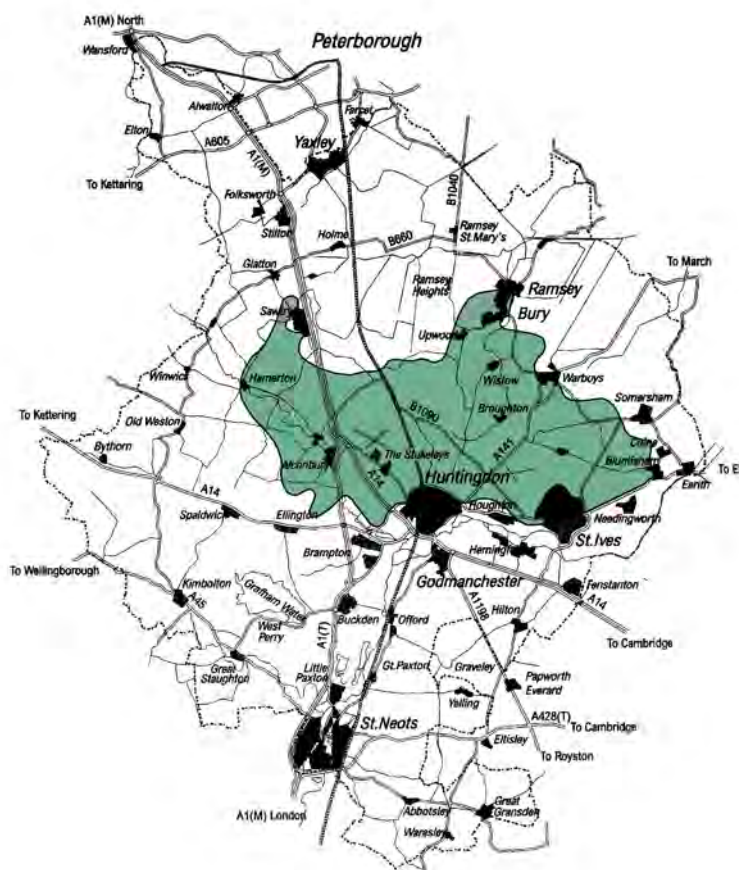 A1(M) North
Wansford
Peterborough
Alwalton
Farcet
Elton
A605
Yaxley
A1(M)
To Kettering
B1040
Folksworth
Stilton
Ramsey
St.Mary's
Holme
B660
Glatton
To March
Ramsey
Heights
Ramsey
Bury
Sawtry
Upwood
Winwick
Hamerton
Wistow
Warboys
Somersham
To Kettering
Old Weston
B1090
Broughton
Bythorn
A141
Colne
The Stukeleys
Bluntisham
Alconbury
A14
To E
Earith
Huntingdon
A14
Houghton
Spaldwick
Ellington
Needingworth
St.Ives
Brampton
Heming
To Wellingborough
Kimbolton
Godmanchester
Fenstanton
A45
Grafham Water
A14
Hilton
A1198
Buckden
Offord
To Cambridge
West
Perry
A1(T)
Great
Staughton
Little
Paxton
Gt.Paxton
Graveley
Papworth
Everard
Yelling
St.Neots
A428(T)
To Cambridge
Eltisley
To Royston
A1(M) London
Abbotsley
Great
Gransden
Waresley